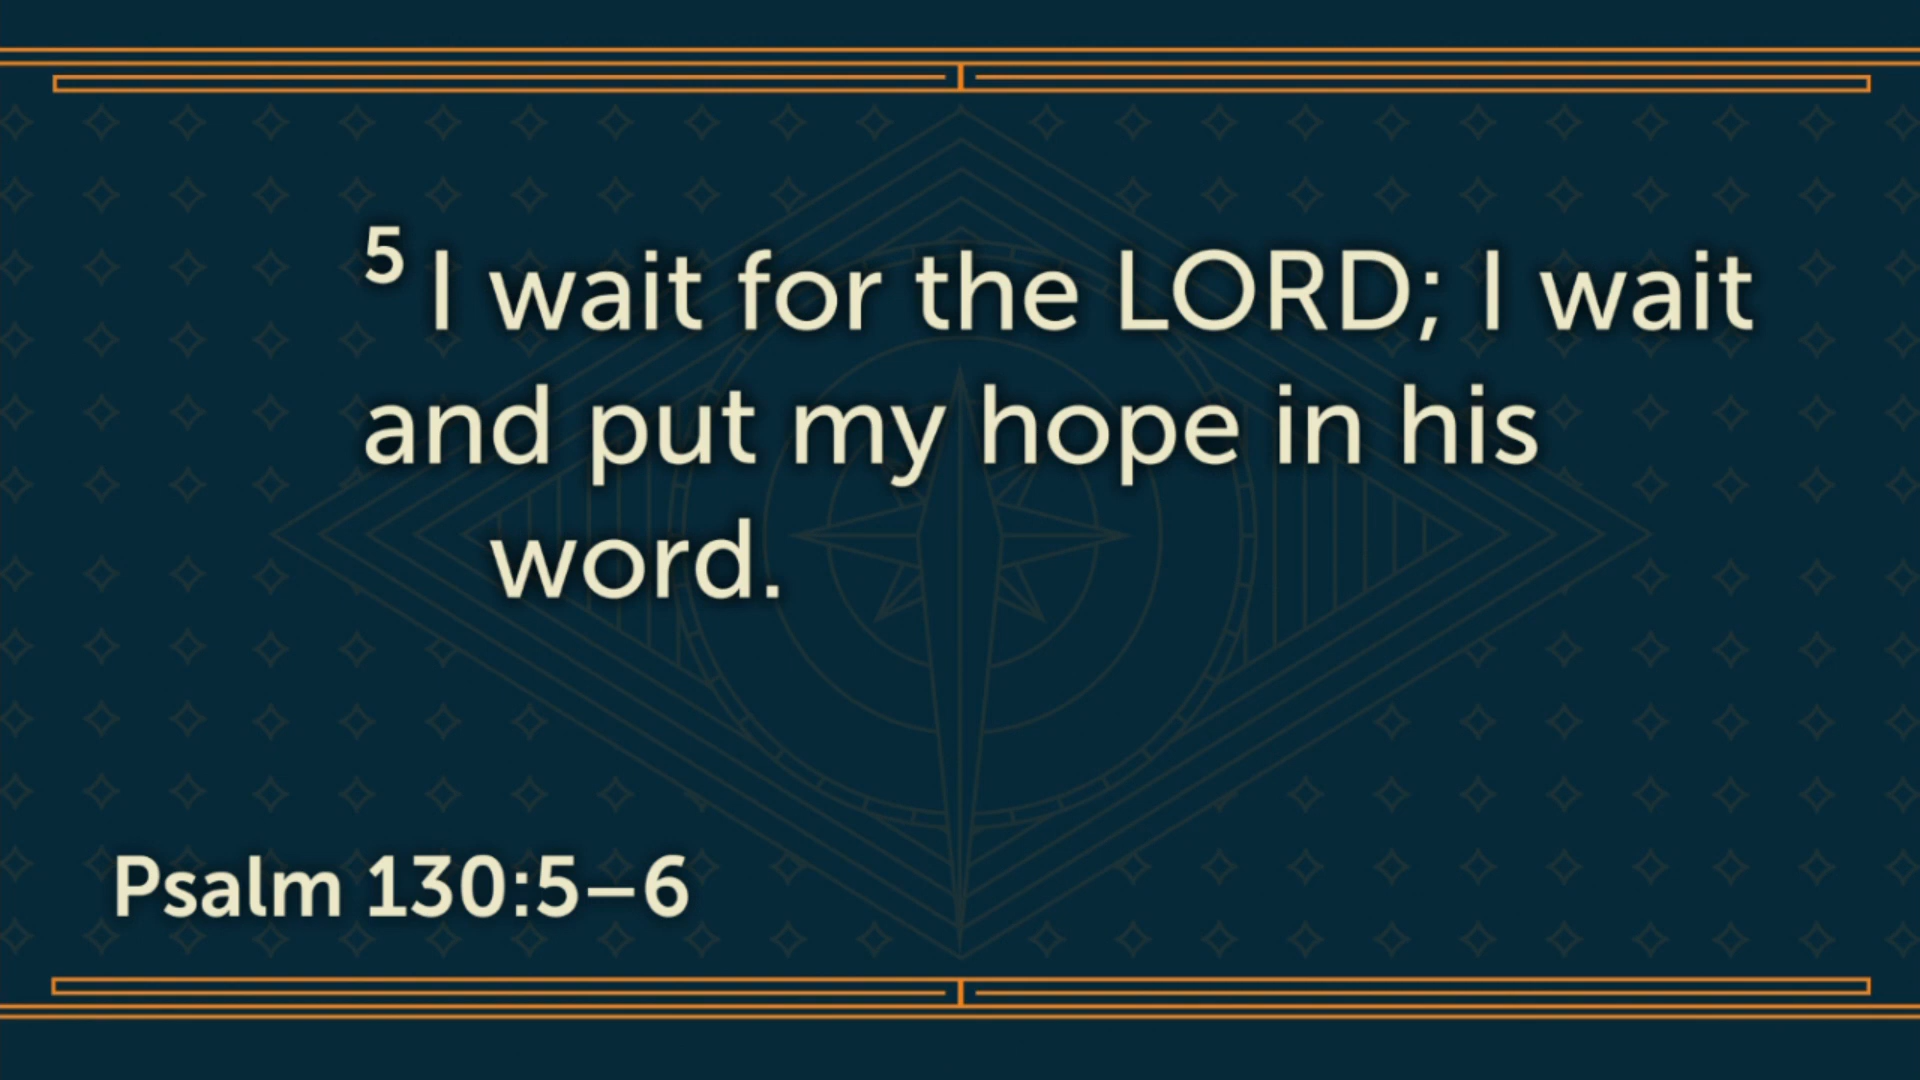 5 I wait for the LORD; I wait
and put my hope in his
word.
Psalm 130:5–6